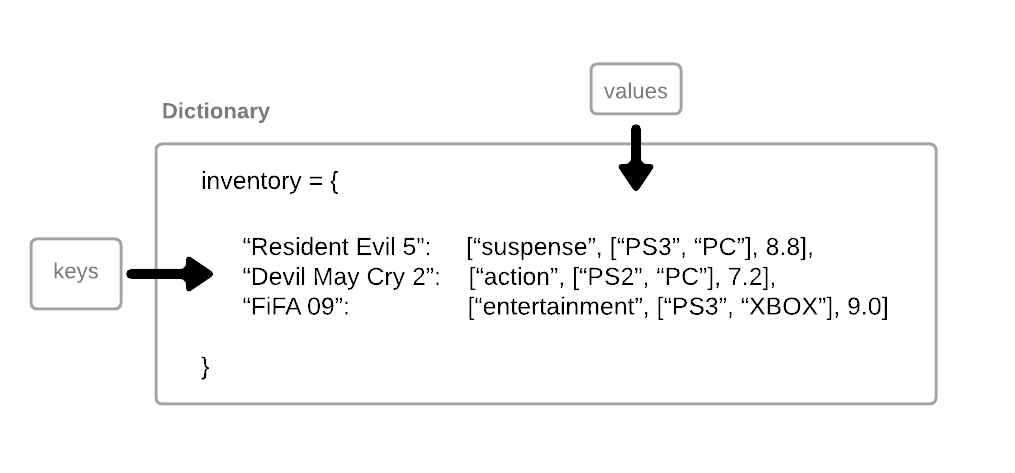 values
Dictionary
inventory = {
keys
“Resident Evil 5”: [“suspense”, [“PS3”, “PC”], 8.8],
“Devil May Cry 2”: [“action”, [“PS2”, “PC”], 7.2],
“FiFA 09”: [“entertainment”, [“PS3”, “XBOX”], 9.0]
}